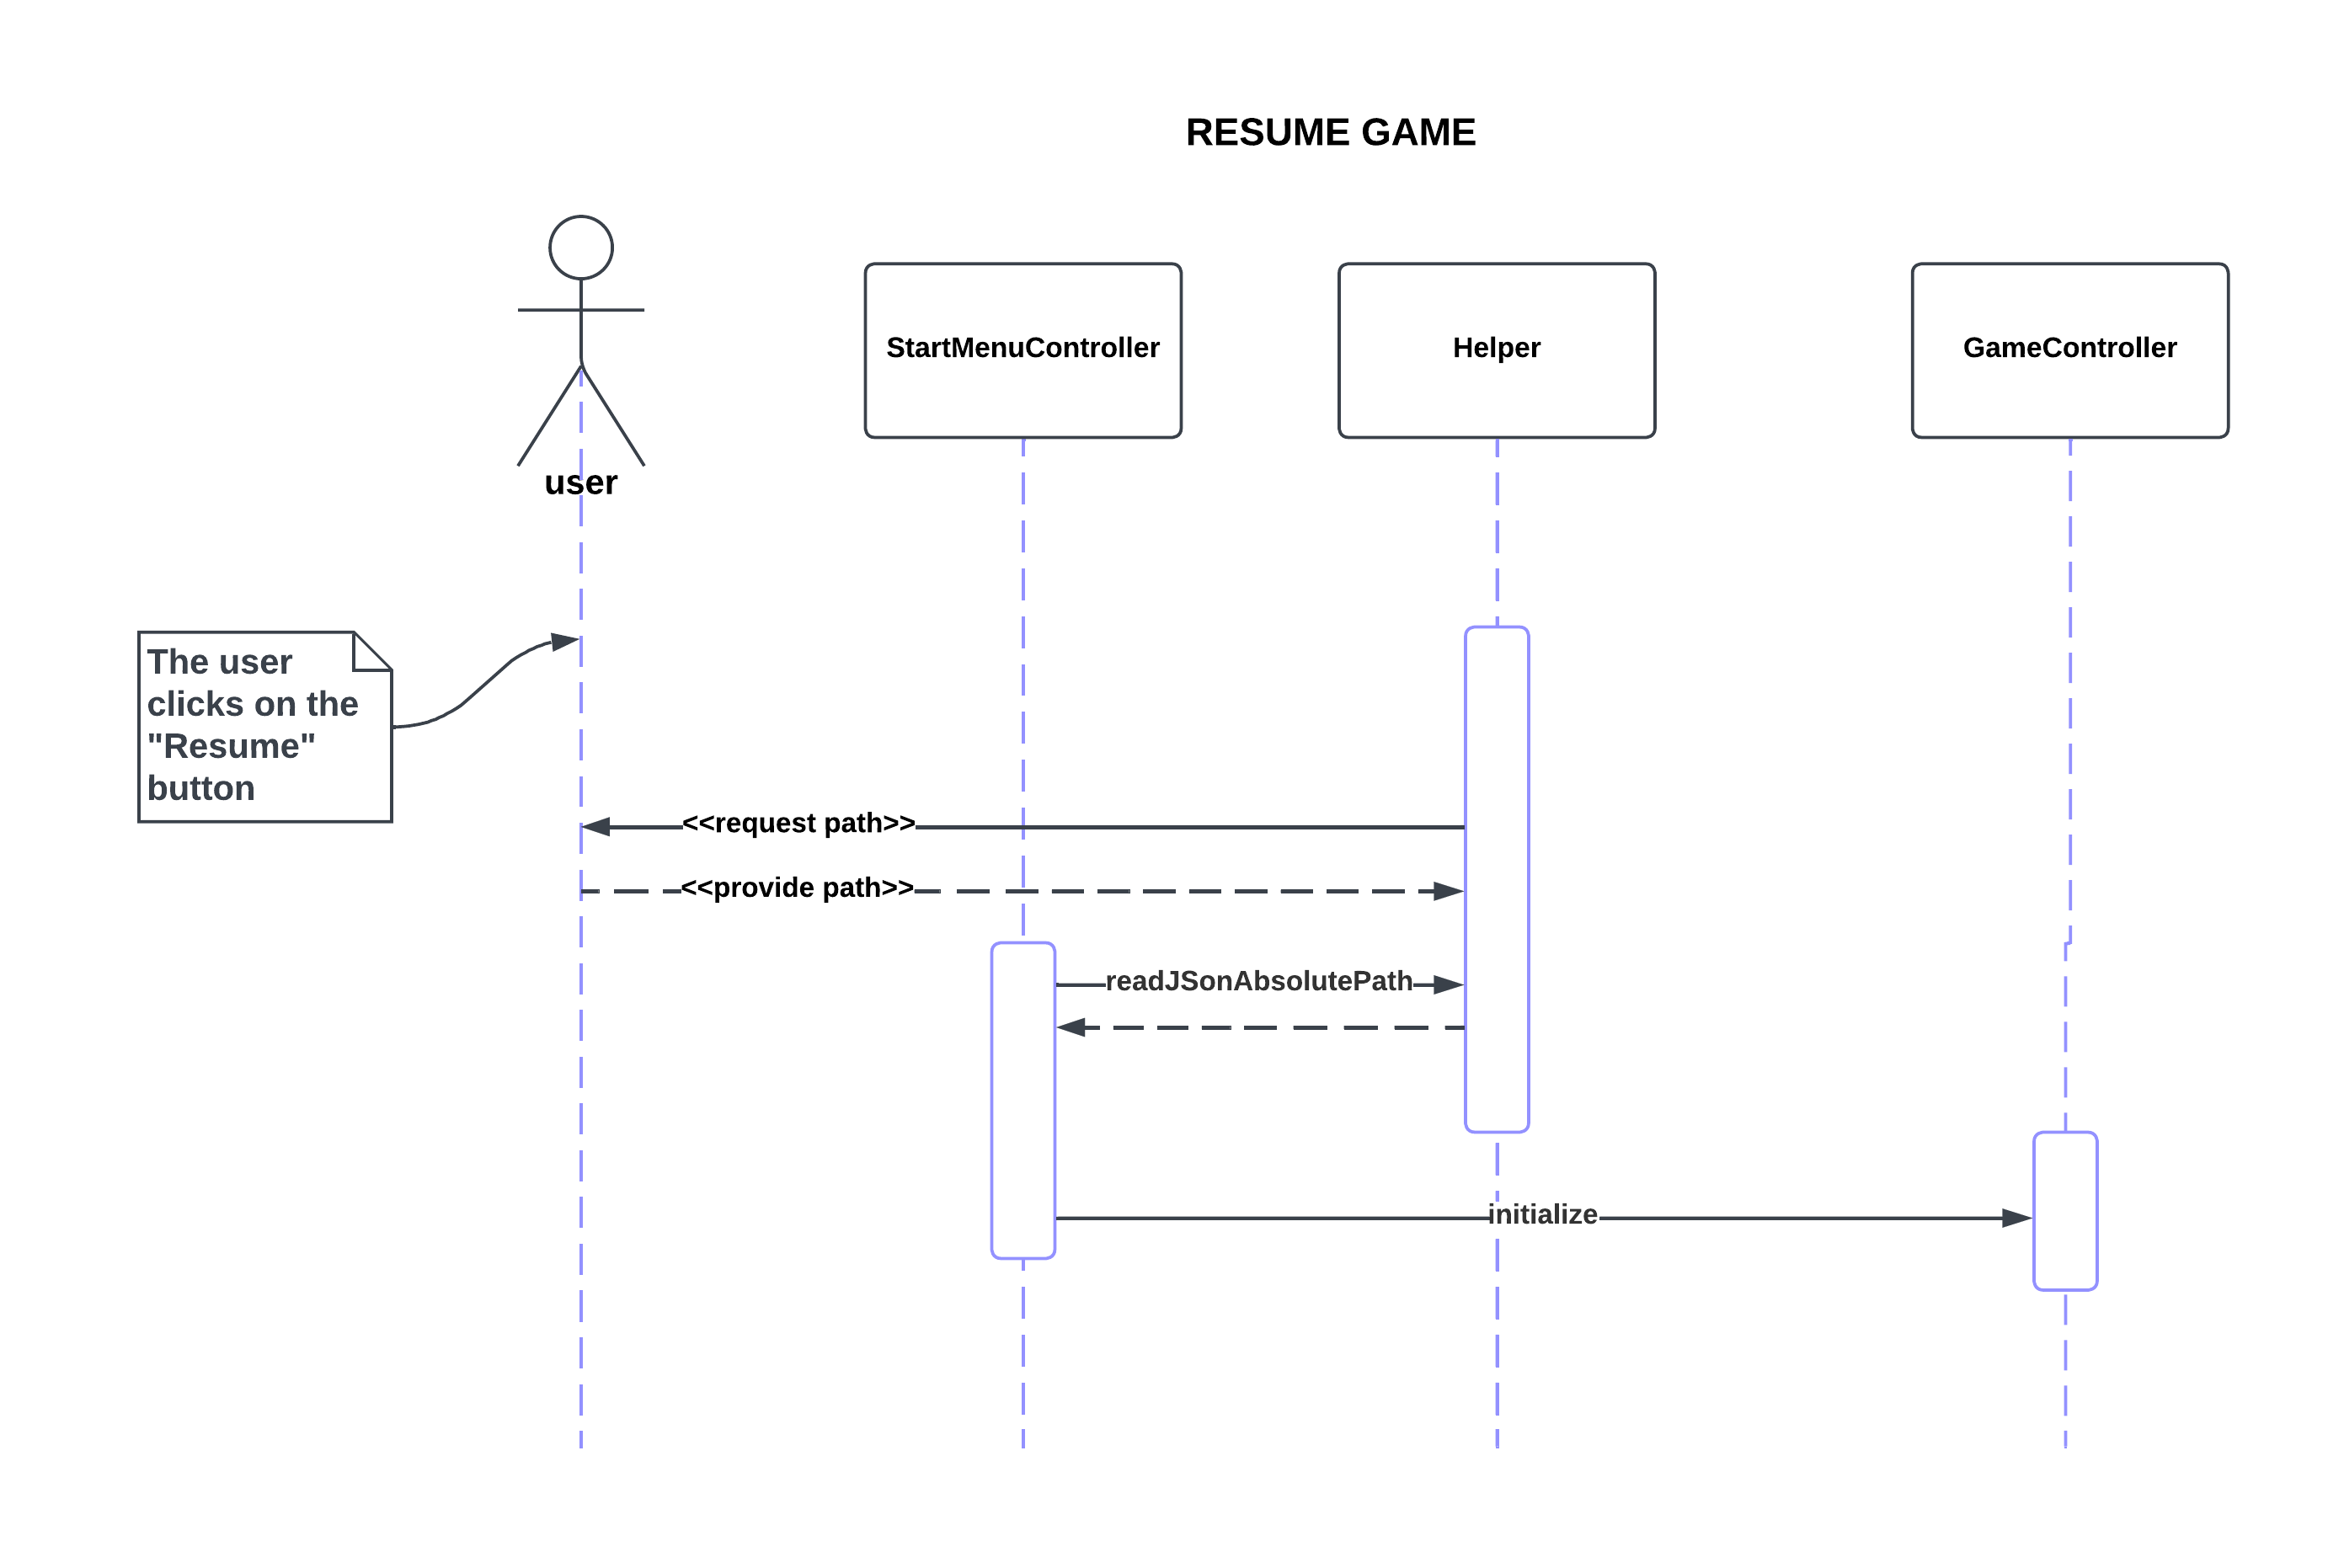 RESUME GAME
user
StartMenuController
Helper
GameController
The user
clicks on the
"Resume"
button
<<request path>>
<<provide path>>
readJSonAbsolutePath
initialize